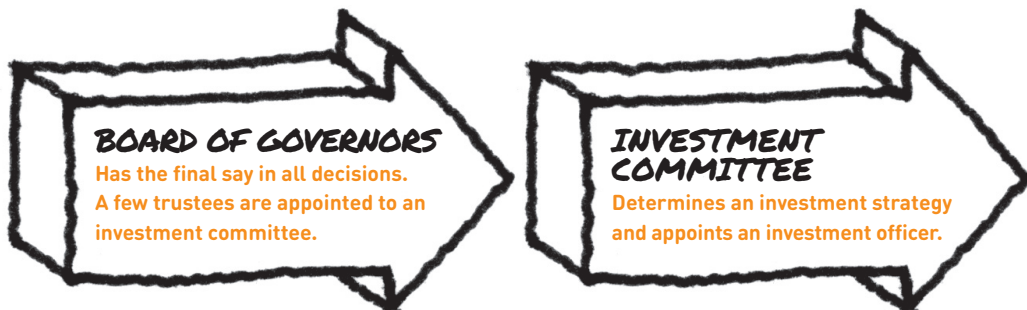 BOARD OF GOVERNORS
Has the final say in all decisions.
A few trustees are appointed to an
investment committee.
INVESTMENT
COMMITTEE
Determines an investment strategy
and appoints an investment officer.